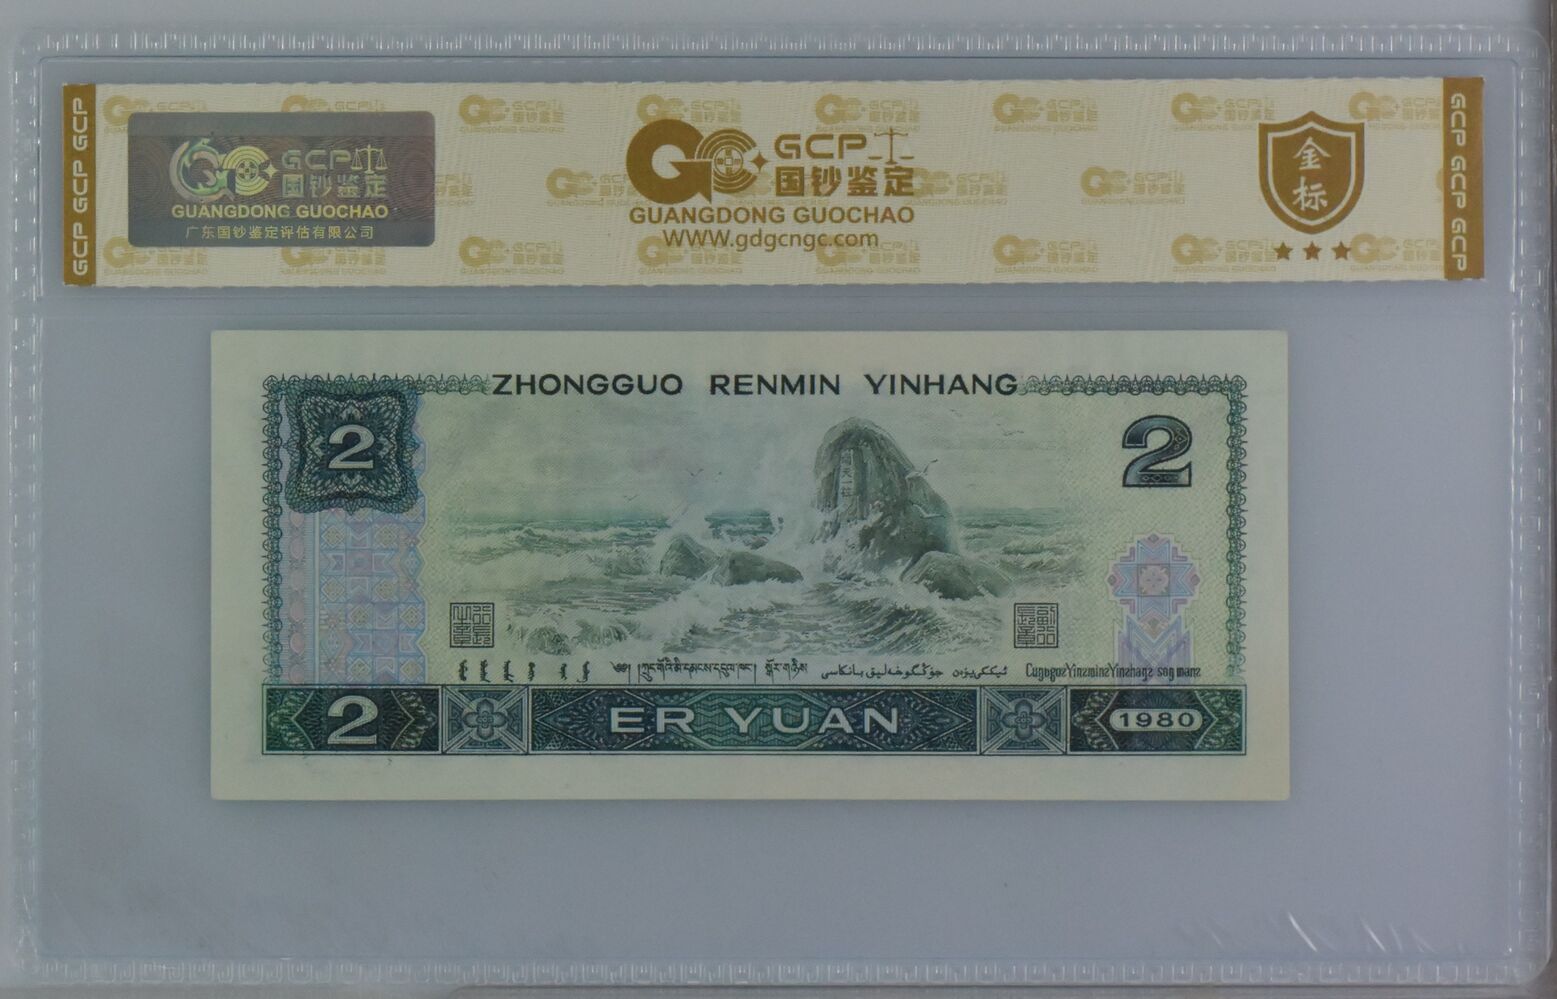 GCP GCP GCP
GCP
国钞鉴定
GUANGDONG GUOCHAO
广东国钞鉴定评估有限公司
GCP
国钞鉴定
GUANGDONG GUOCHAO
WWW.gdgcngc.com
金标
GCP GCP GCP
ZHONGGUO RENMIN YINHANG
2
2
2
ER YUAN
1980